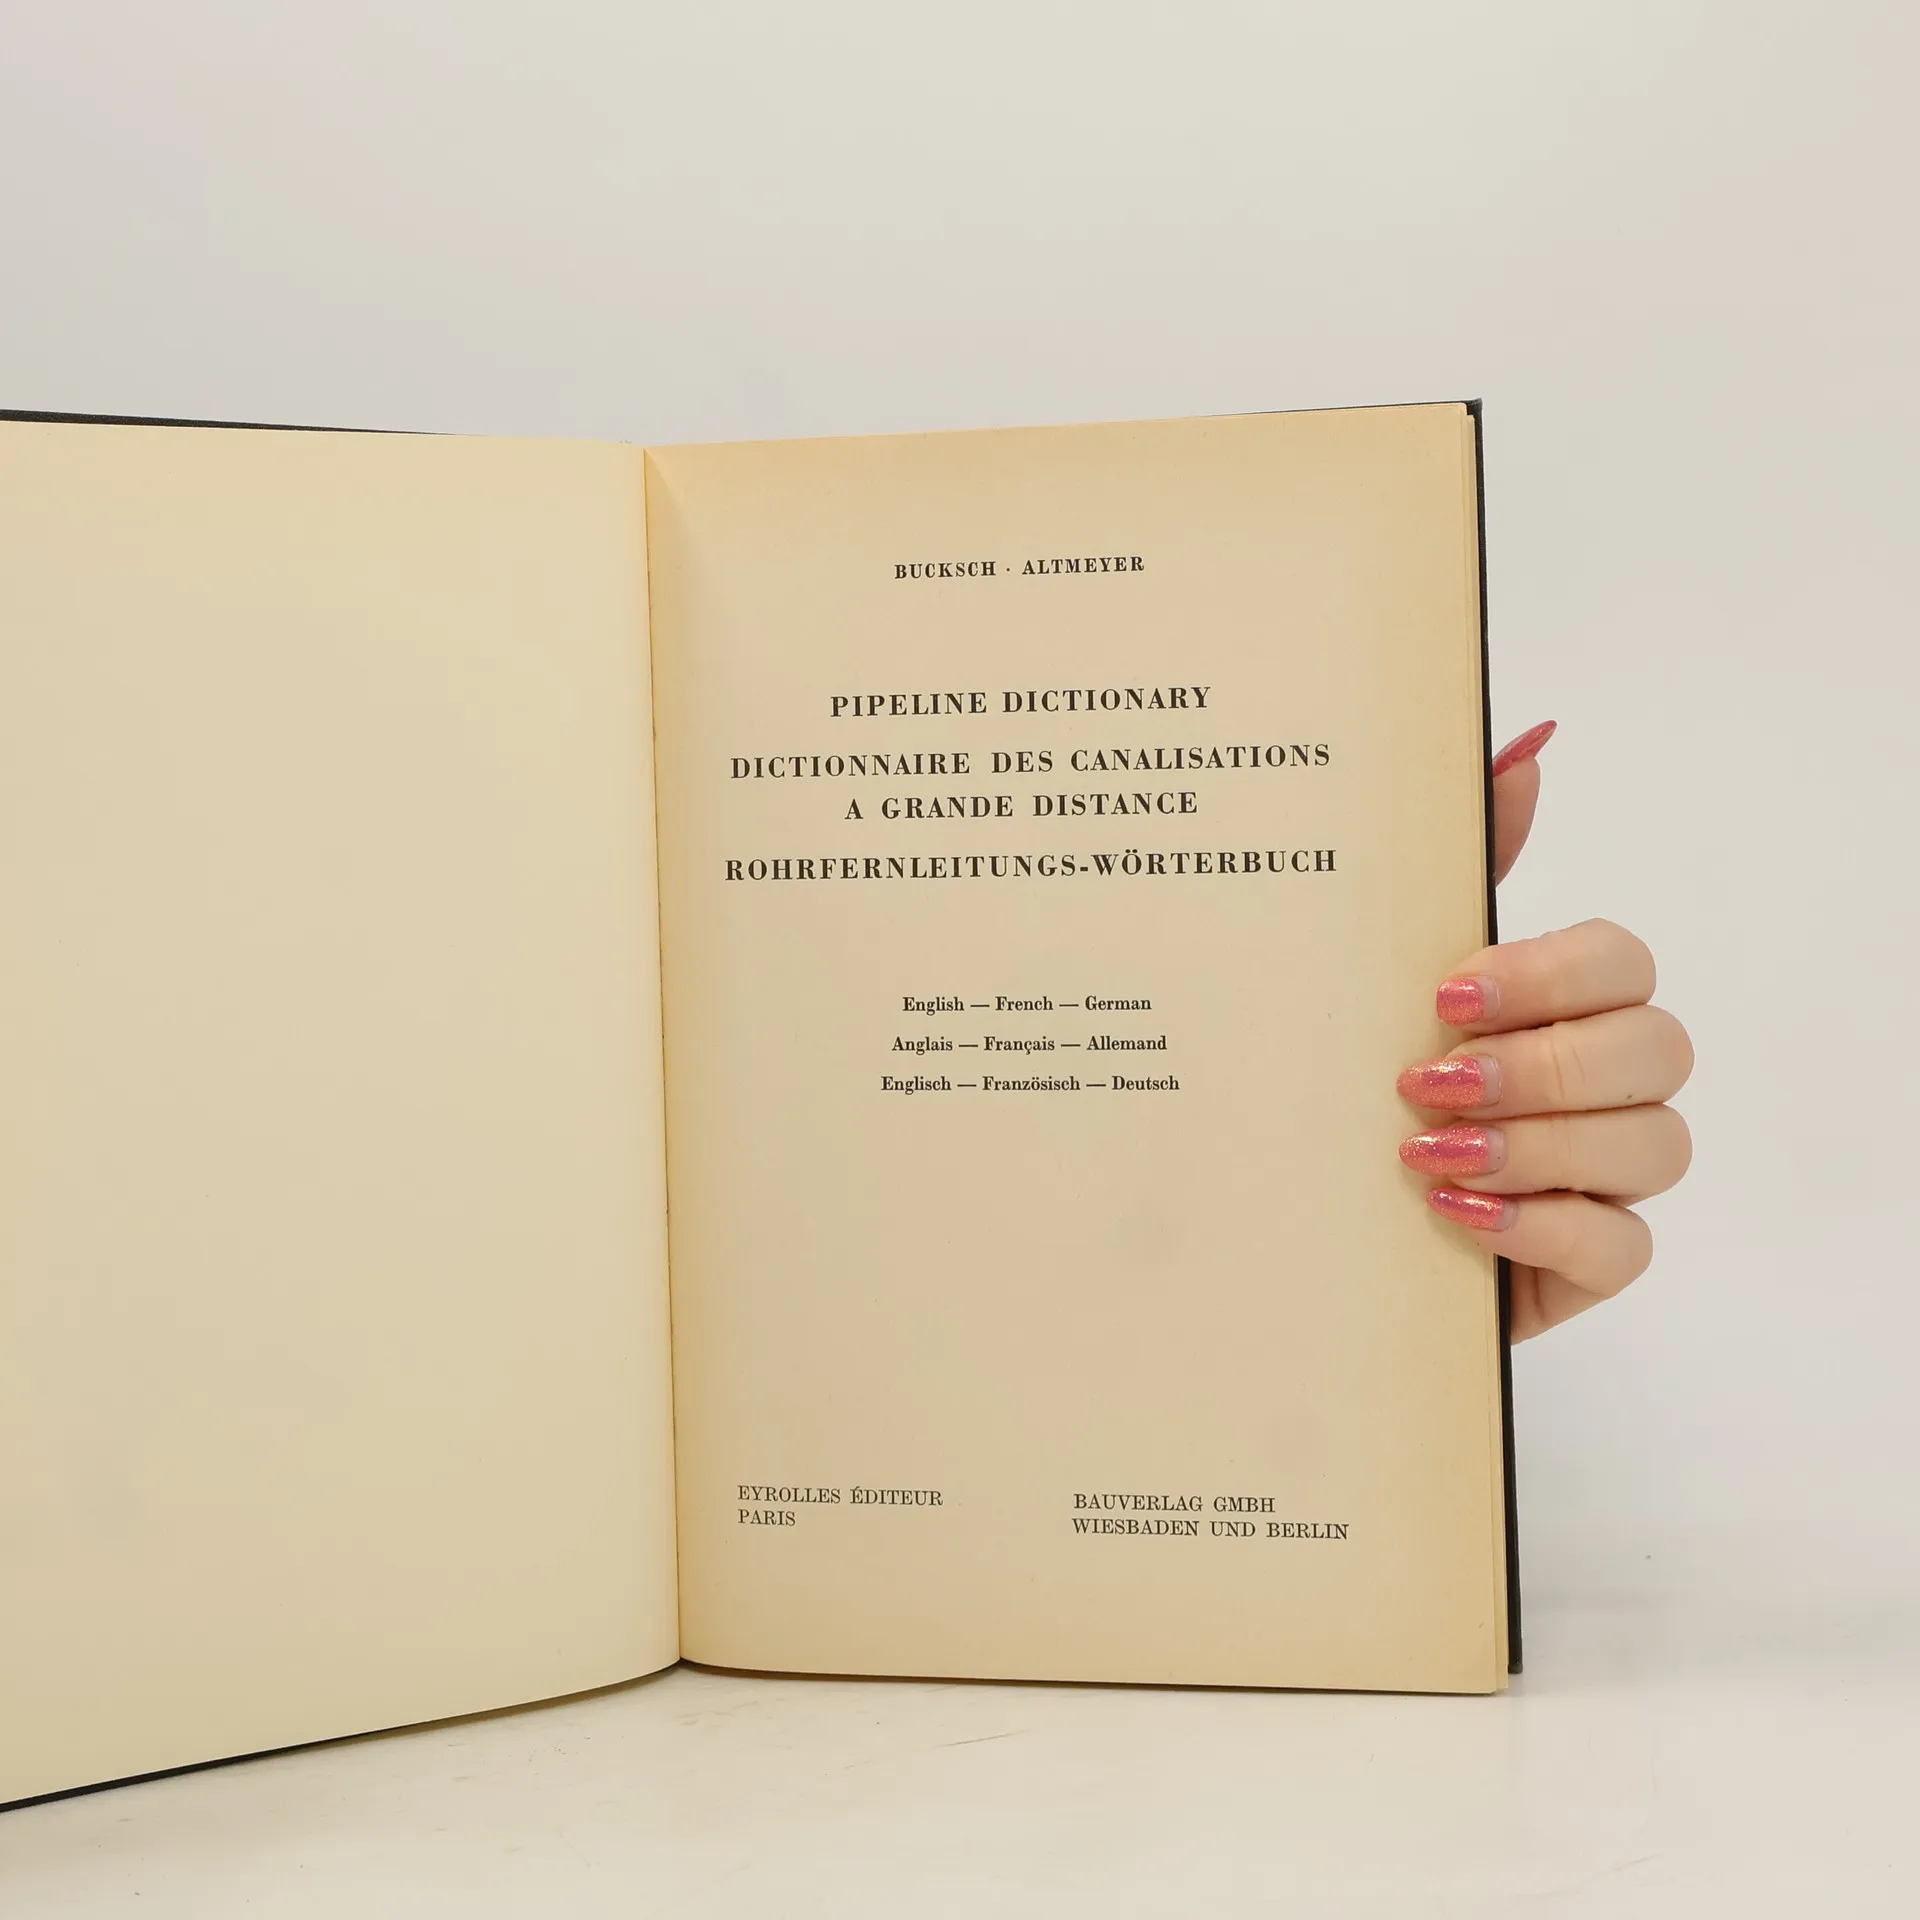 BUCKSCH · ALTMEYER
PIPELINE DICTIONARY
DICTIONNAIRE DES CANALISATIONS
A GRANDE DISTANCE
ROHRFERNLEITUNGS-WÖRTERBUCH
English — French — German
Anglais — Français — Allemand
Englisch — Französisch — Deutsch
EYROLLES ÉDITEUR
PARIS
BAUVERLAG GMBH
WIESBADEN UND BERLIN